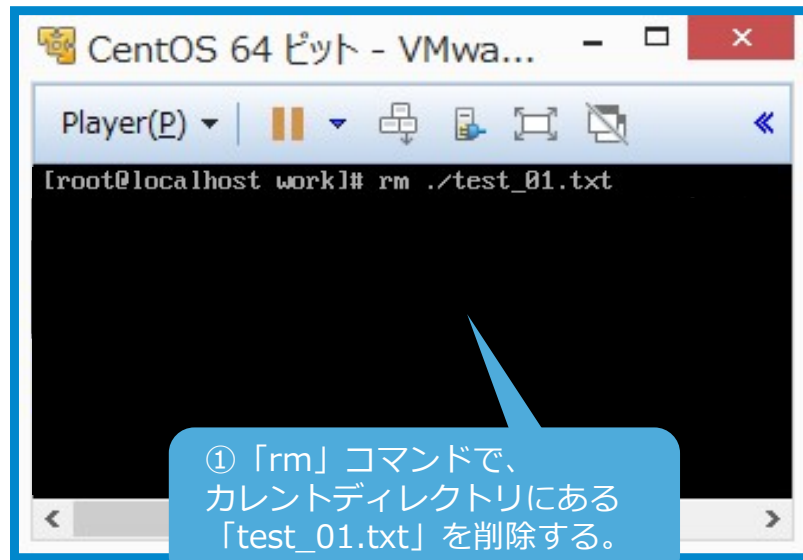 CentOS 64 ビット - VMwa...
Player(P)
[root@localhost work]# rm ./test_01.txt
①「rm」コマンドで、
カレントディレクトリにある
「test_01.txt」を削除する。